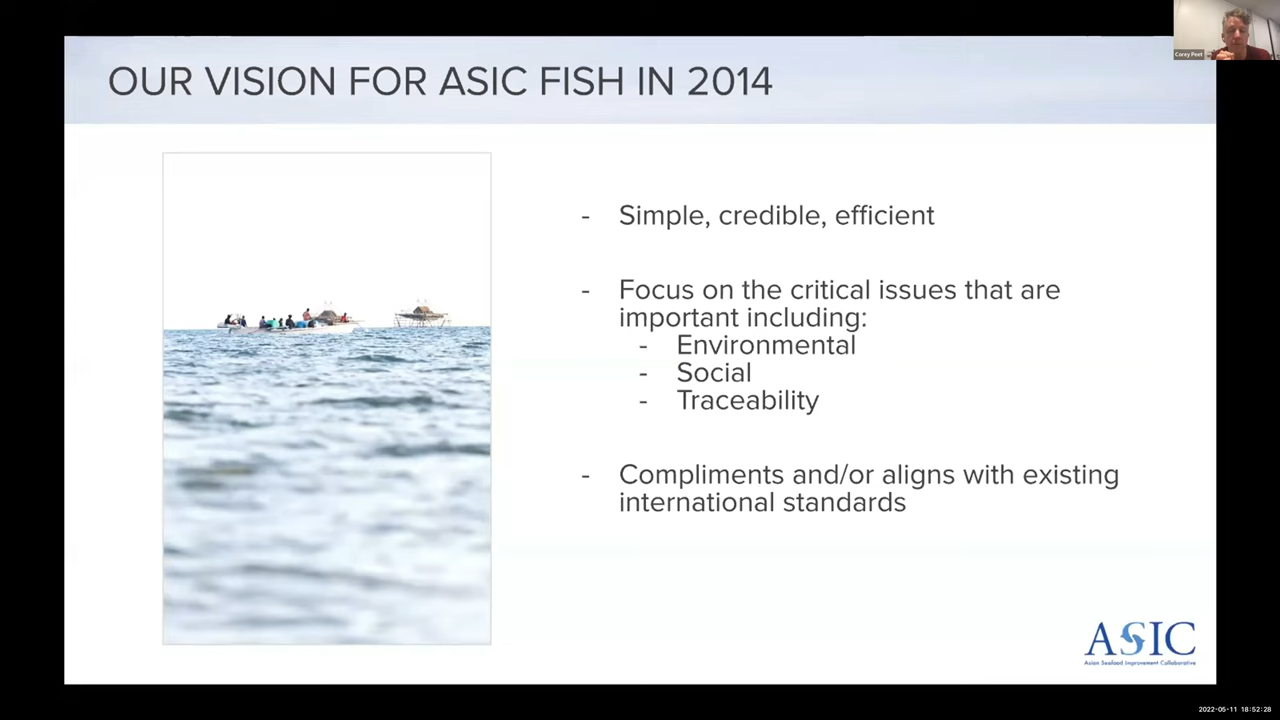 OUR VISION FOR ASIC FISH IN 2014
Corey Peet
- Simple, credible, efficient
- Focus on the critical issues that are
important including:
- Environmental
- Social
- Traceability
- Compliments and/or aligns with existing
international standards
ASIC
Asian Seafood Improvement Collaborative
2022-05-11 18:52:28